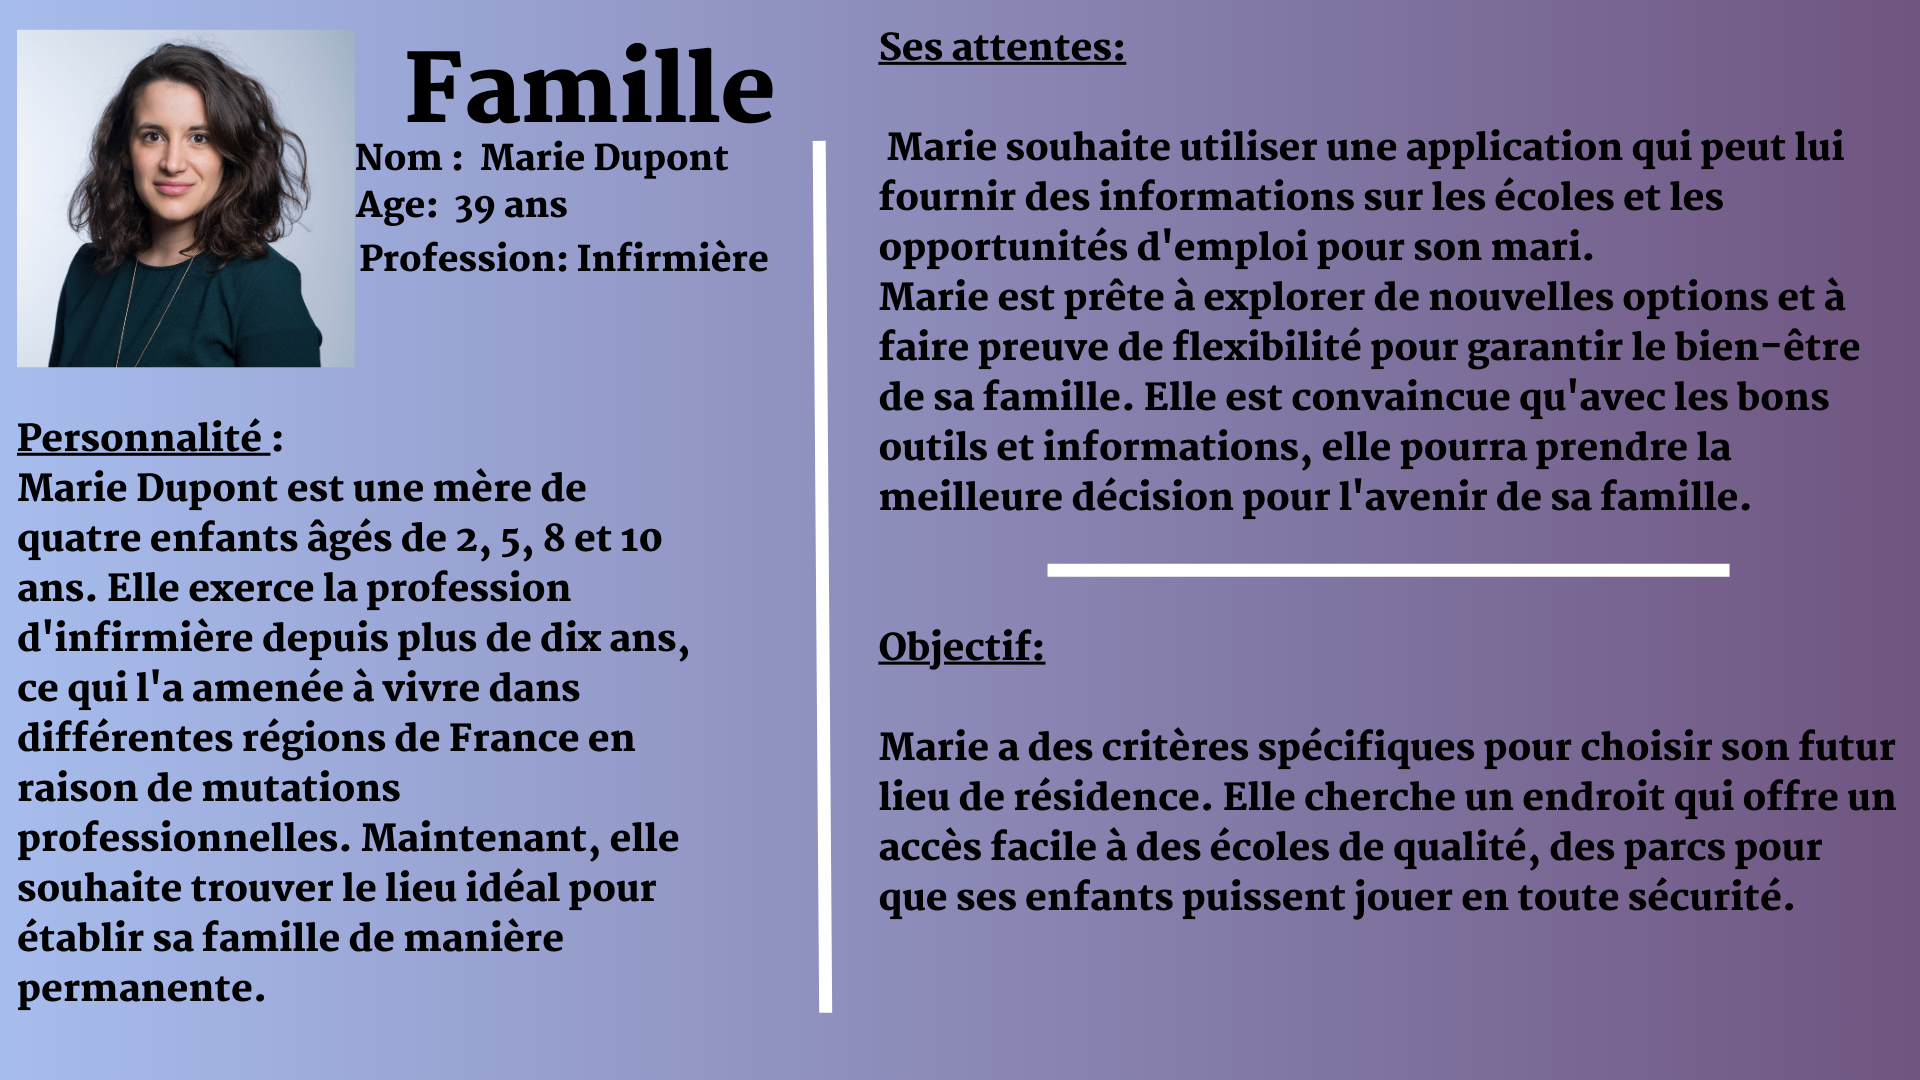 Famille
Nom :  Marie Dupont
Age:  39 ans
Profession: Infirmière
Personnalité :
Marie Dupont est une mère de
quatre enfants âgés de 2, 5, 8 et 10
ans. Elle exerce la profession
d'infirmière depuis plus de dix ans,
ce qui l'a amenée à vivre dans
différentes régions de France en
raison de mutations
professionnelles. Maintenant, elle
souhaite trouver le lieu idéal pour
établir sa famille de manière
permanente.
Ses attentes:
Marie souhaite utiliser une application qui peut lui
fournir des informations sur les écoles et les
opportunités d'emploi pour son mari.
Marie est prête à explorer de nouvelles options et à
faire preuve de flexibilité pour garantir le bien-être
de sa famille. Elle est convaincue qu'avec les bons
outils et informations, elle pourra prendre la
meilleure décision pour l'avenir de sa famille.
Objectif:
Marie a des critères spécifiques pour choisir son futur
lieu de résidence. Elle cherche un endroit qui offre un
accès facile à des écoles de qualité, des parcs pour
que ses enfants puissent jouer en toute sécurité.